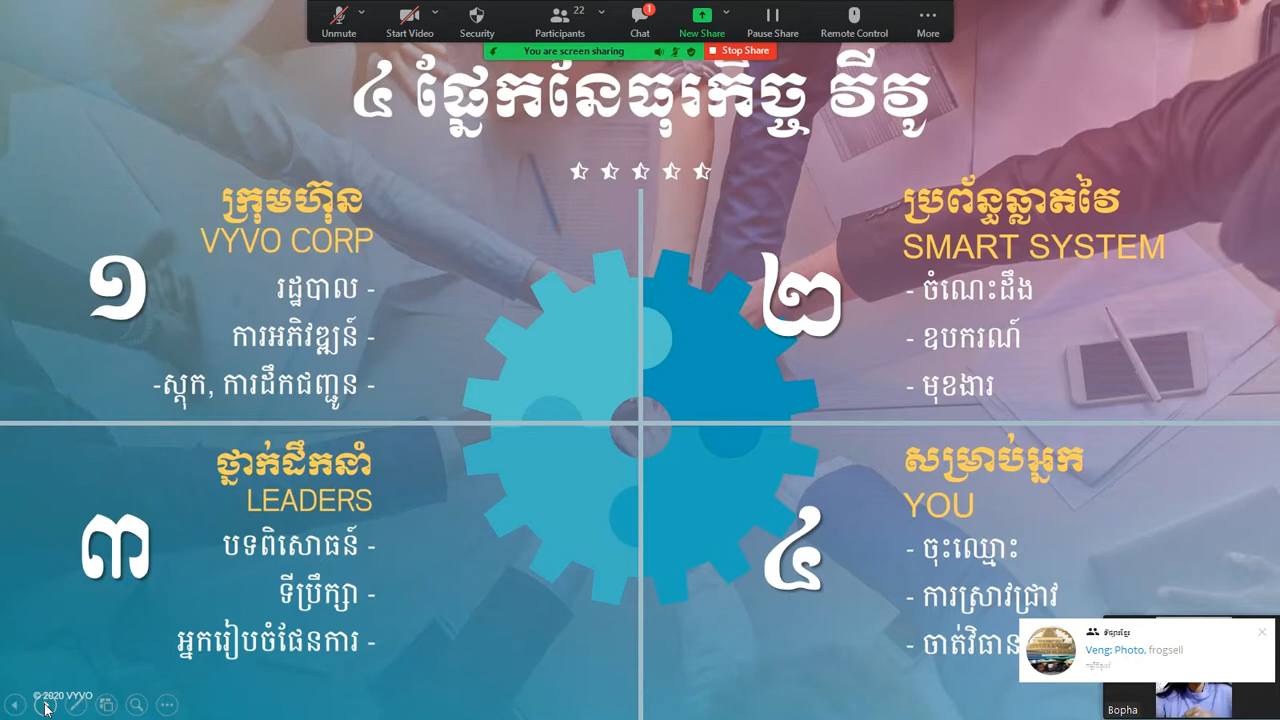 Unmute
Start Video
Security
Participants
22
Chat
1
New Share
Pause Share
Remote Control
More
You are screen sharing
Stop Share
៤ ផ្នែកនៃធុរកិច្ច វីវូ
១
ក្រុមហ៊ុន
VYVO CORP
រដ្ឋបាល -
ការអភិវឌ្ឍន៍ -
-ស្តុក, ការដឹកជញ្ជូន -
២
ប្រព័ន្ធឆ្លាតវៃ
SMART SYSTEM
- ចំណេះដឹង
- ឧបករណ៍
- មុខងារ
៣
ថ្នាក់ដឹកនាំ
LEADERS
បទពិសោធន៍ -
ទីប្រឹក្សា -
អ្នករៀបចំផែនការ -
៤
សម្រាប់អ្នក
YOU
- ចុះឈ្មោះ
- ការស្រាវជ្រាវ
- ចាត់វិធាន
ទីផ្សារខ្មែរ
Veng: Photo, frogsell
Bopha
© 2020 VYVO